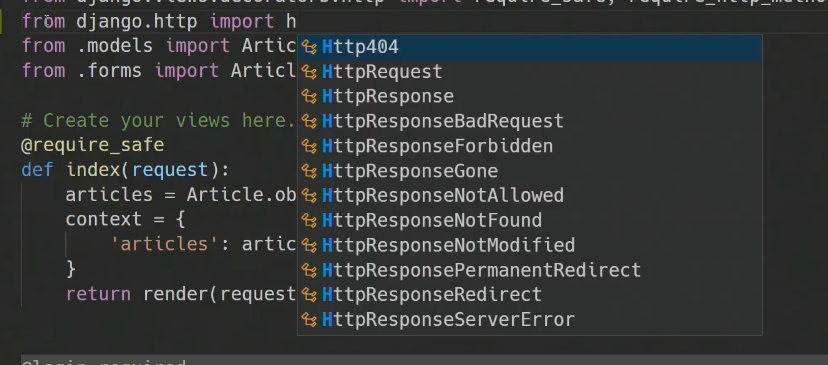 from django.views.decorators.http import require_safe, require_http_metho
from django.http import h
from .models import Artic
from .forms import Articl
Http404
HttpRequest
HttpResponse
HttpResponseBadRequest
HttpResponseForbidden
HttpResponseGone
HttpResponseNotAllowed
HttpResponseNotFound
HttpResponseNotModified
HttpResponsePermanentRedirect
HttpResponseRedirect
HttpResponseServerError
# Create your views here.
@require_safe
def index(request):
articles = Article.ob
context = {
'articles': artic
}
return render(request
@login_required